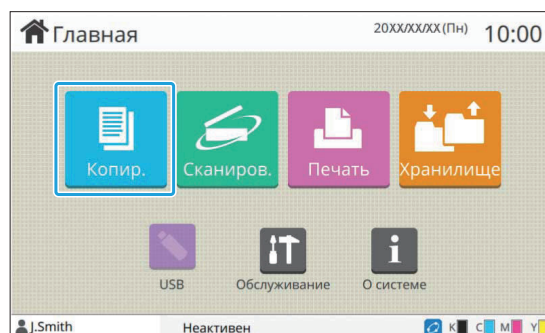 Главная
20XX/XX/XX(Пн) 10:00
Копир. Сканиров. Печать Хранилище
USB Обслуживание О системе
J.Smith Неактивен K C M Y